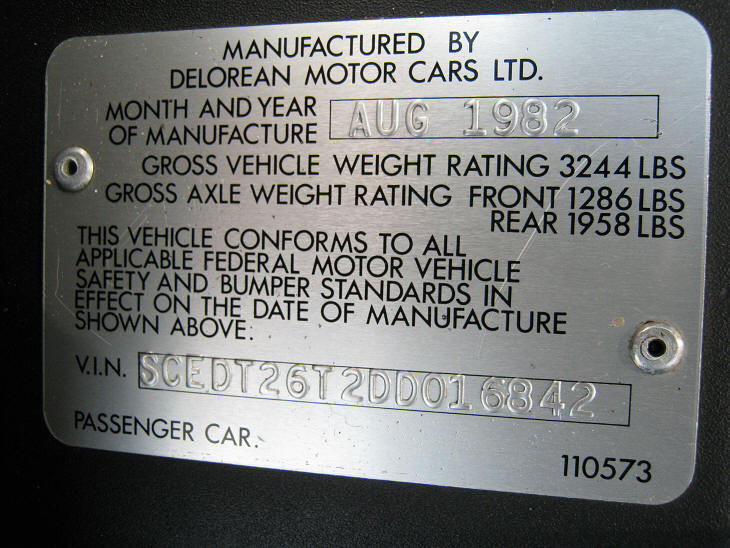 MANUFACTURED BY
DELOREAN MOTOR CARS LTD.
MONTH AND YEAR
OF MANUFACTURE AUG 1982
GROSS VEHICLE WEIGHT RATING 3244 LBS
GROSS AXLE WEIGHT RATING FRONT 1286 LBS
REAR 1958 LBS
THIS VEHICLE CONFORMS TO ALL
APPLICABLE FEDERAL MOTOR VEHICLE
SAFETY AND BUMPER STANDARDS IN
EFFECT ON THE DATE OF MANUFACTURE
SHOWN ABOVE:
V.I.N. SCEDT26T2DD016842
PASSENGER CAR.
110573